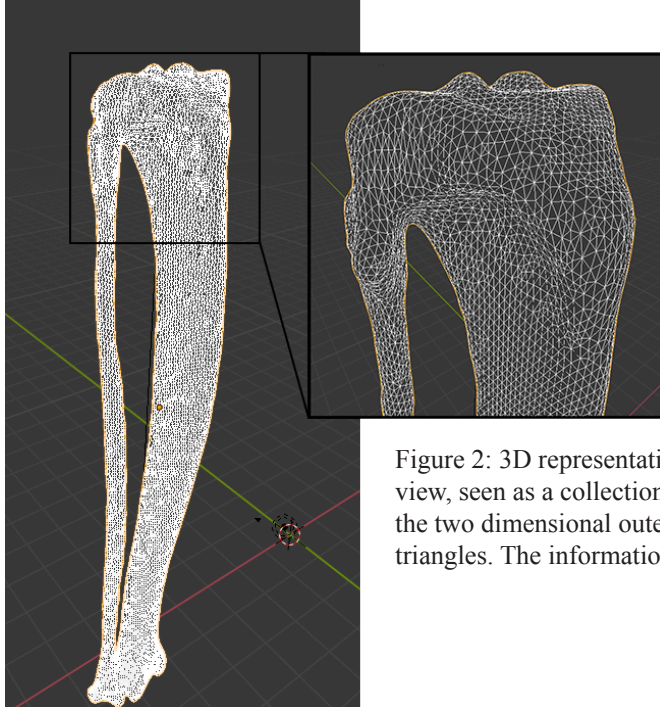 Figure 2: 3D representati
view, seen as a collection
the two dimensional oute
triangles. The informatio